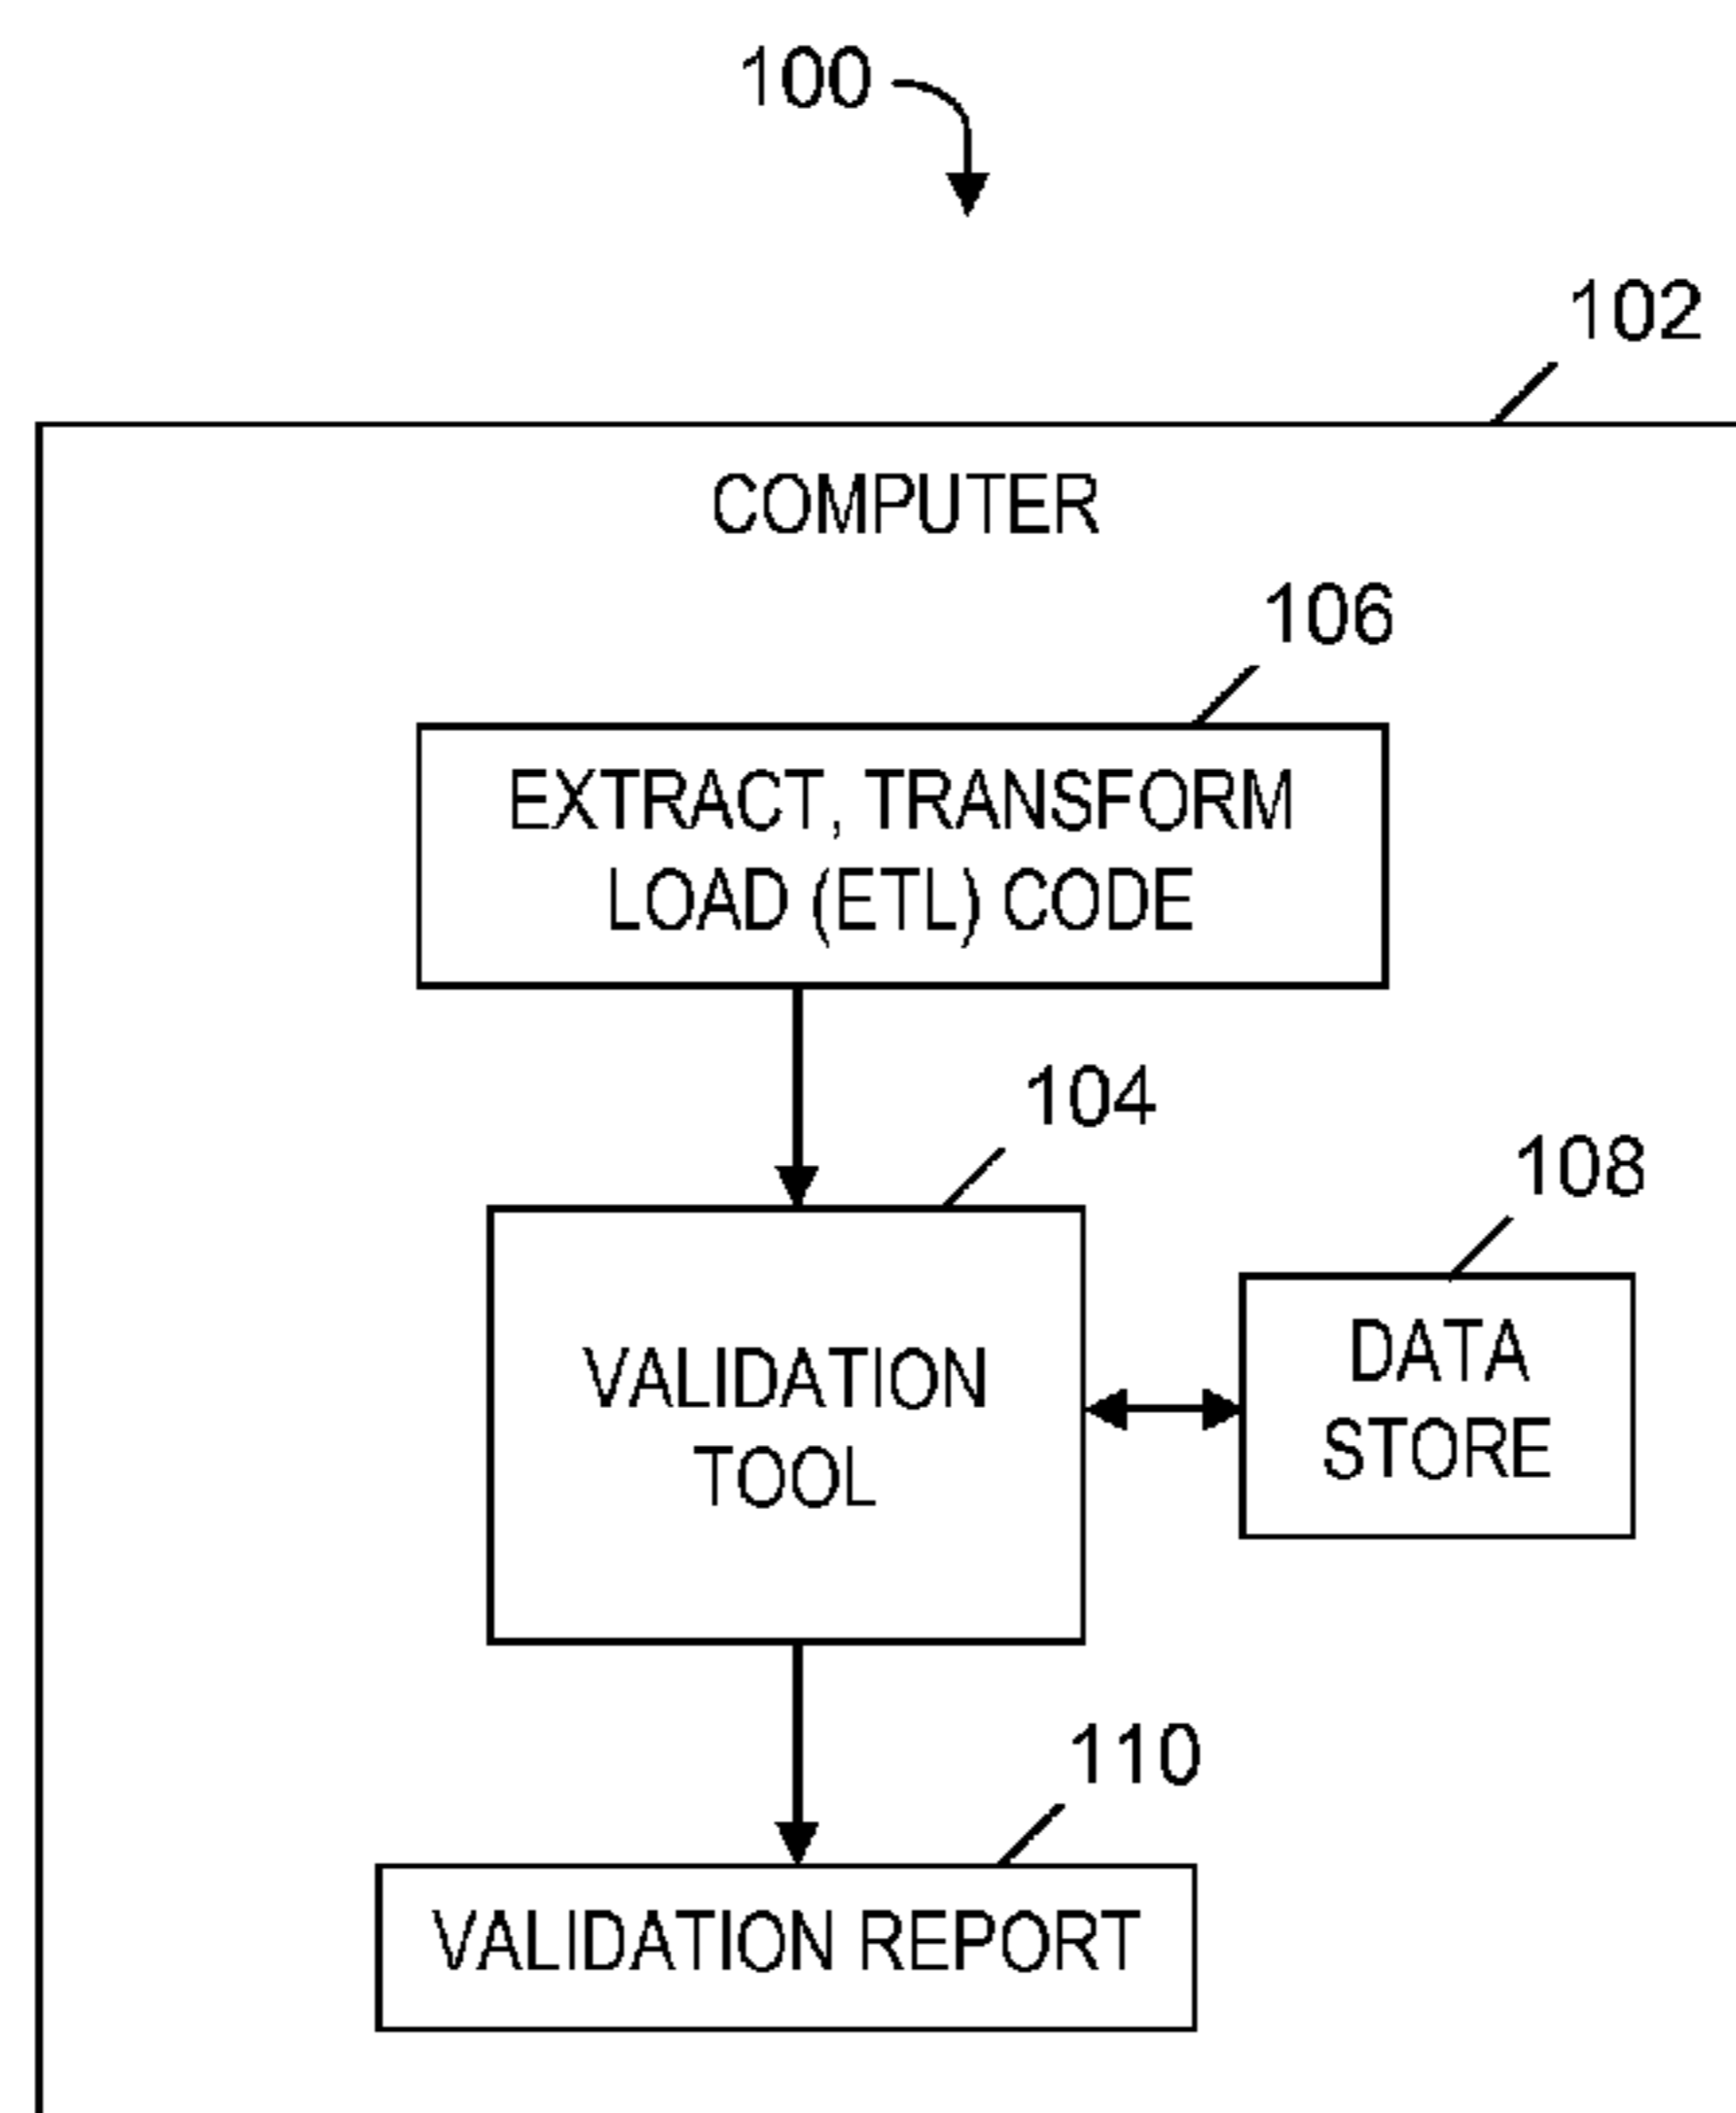 100
102
COMPUTER
106
EXTRACT, TRANSFORM
LOAD (ETL) CODE
104
108
VALIDATION
TOOL
DATA
STORE
110
VALIDATION REPORT